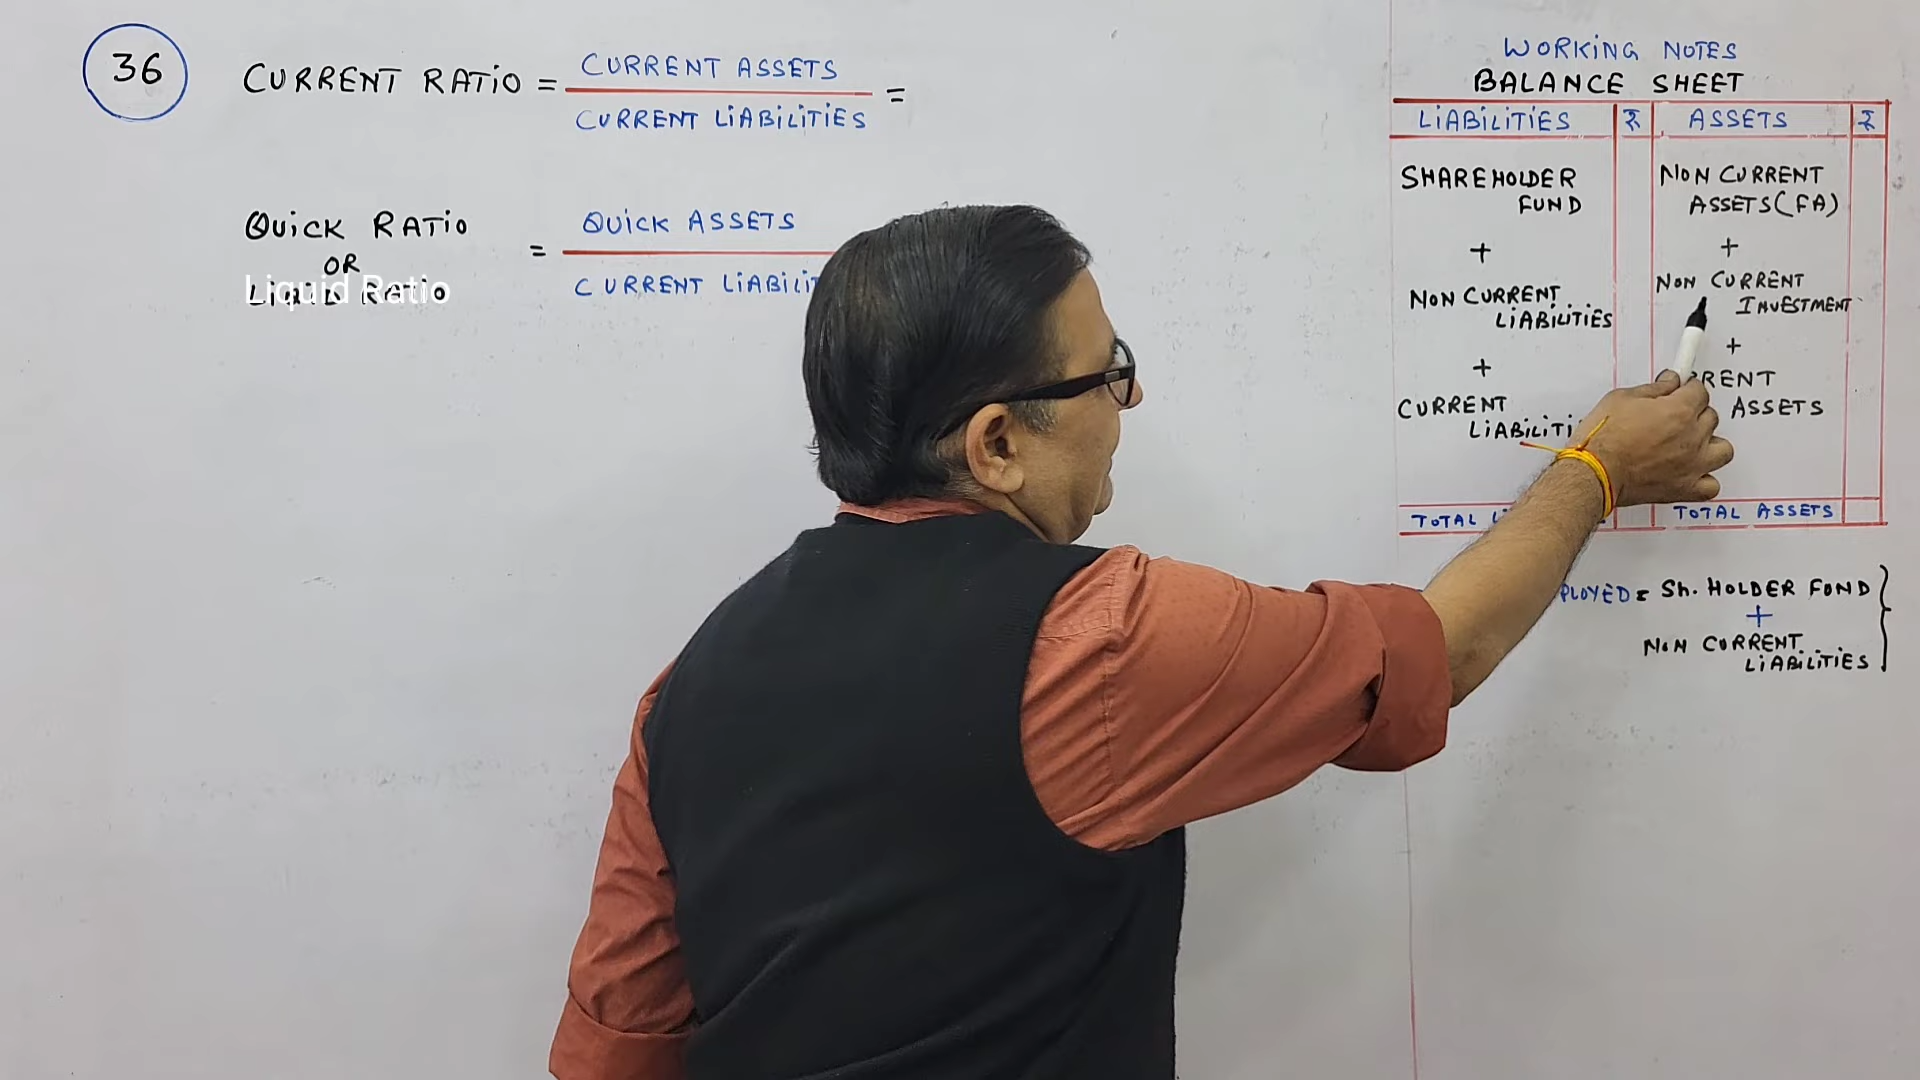 36
CURRENT RATIO = CURRENT ASSETS
CURRENT LIABILITIES =
QUICK RATIO
OR
LIQUID RATIO
Liquid Ratio
= QUICK ASSETS
CURRENT
WORKING NOTES
BALANCE SHEET
LIABILITIES ₹ ASSETS ₹
SHAREHOLDER
FUND
+
NON CURRENT
LIABILITIES
+
CURRENT
TOTAL
NON CURRENT
ASSETS (FA)
+
NON CURRENT
INVESTMENT
+
ASSETS
TOTAL ASSETS
= SH. HOLDER FUND
+
NON CURRENT
LIABILITIES